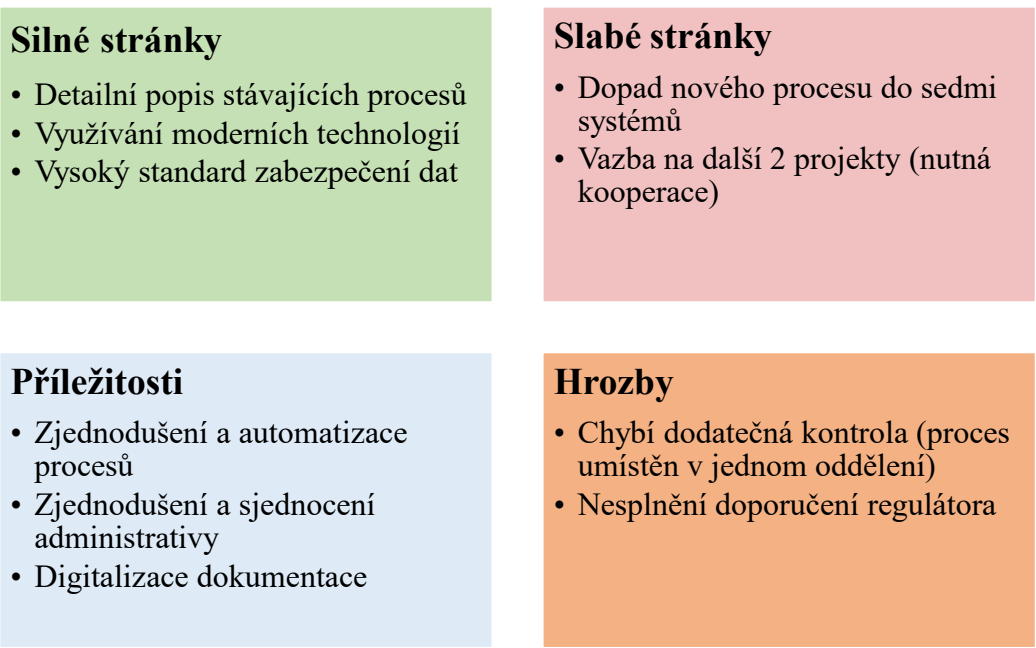 Silné stránky
• Detailní popis stávajících procesů
• Využívání moderních technologií
• Vysoký standard zabezpečení dat
Slabé stránky
• Dopad nového procesu do sedmi
systémů
• Vazba na další 2 projekty (nutná
kooperace)
Příležitosti
• Zjednodušení a automatizace
procesů
• Zjednodušení a sjednocení
administrativy
• Digitalizace dokumentace
Hrozby
• Chybí dodatečná kontrola (proces
umístěn v jednom oddělení)
• Nesplnění doporučení regulátora